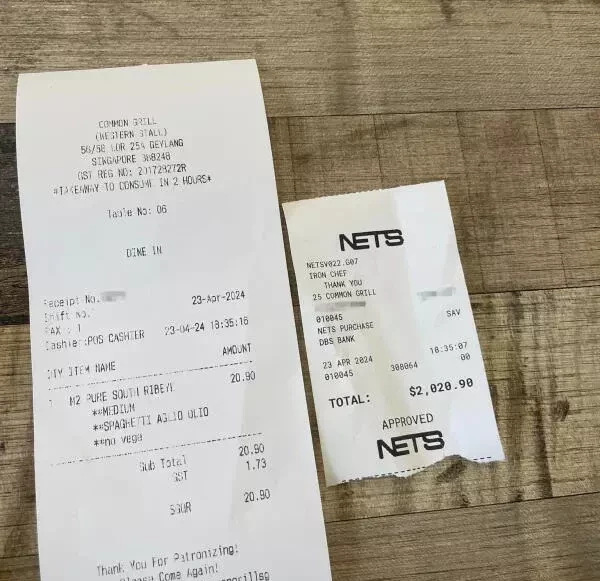 COMMON GRILL
(WESTERN STALL)
56/58 LOR 25A GEYLANG
SINGAPORE 388248
GST REG NO: 201728272R
*TAKEAWAY TO CONSUME IN 2 HOURS*
Table No: 06
DINE IN
Receipt No.
23-Apr-2024
Shift No.
PAX : 1
Cashier:POS CASHIER 23-04-24 18:35:16
QTY ITEM NAME AMOUNT
1 M2 PURE SOUTH RIBEYE 20.90
**MEDIUM
**SPAGHETTI AGLIO OLIO
**no vege
Sub Total 20.90
GST 1.73
SGDR 20.90
Thank You For Patronizing!
Please Come Again!
NETS
NETSV022.G07
IRON CHEF
THANK YOU
25 COMMON GRILL
010045 SAV
NETS PURCHASE
DBS BANK
23 APR 2024 18:35:07
010045 308064 00
TOTAL: $2,020.90
APPROVED
NETS